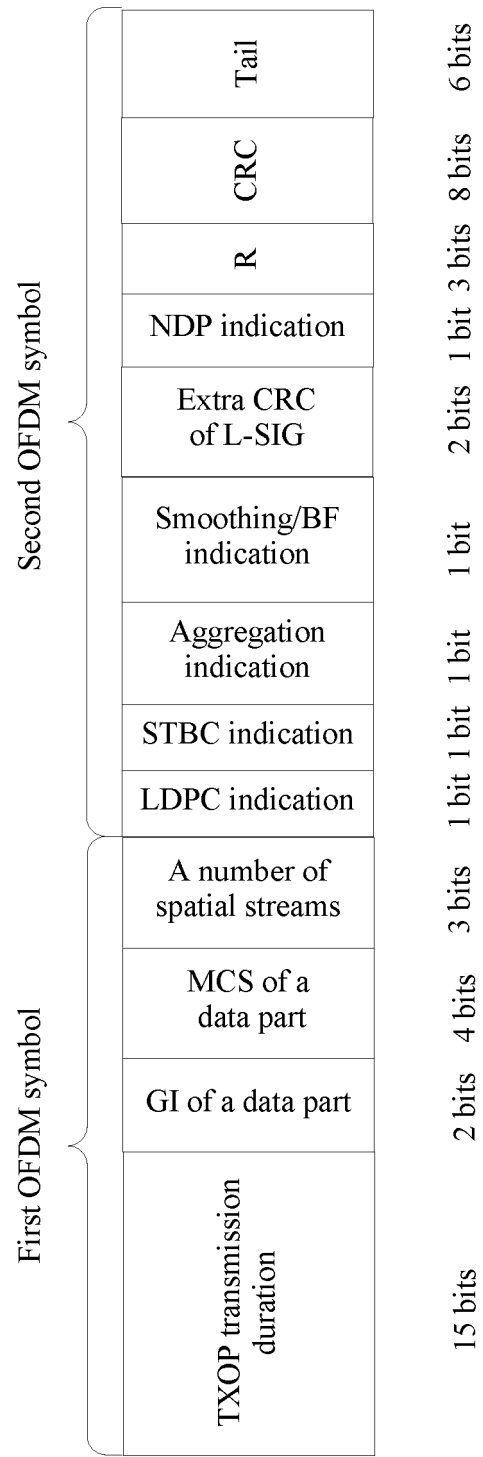 Second OFDM symbol
Tail
6 bits
CRC
8 bits
R
3 bits
NDP indication
1 bit
Extra CRC
of L-SIG
2 bits
Smoothing/BF
indication
1 bit
Aggregation
indication
1 bit
STBC indication
1 bit
LDPC indication
1 bit
First OFDM symbol
A number of
spatial streams
3 bits
MCS of a
data part
4 bits
GI of a data part
2 bits
TXOP transmission
duration
15 bits